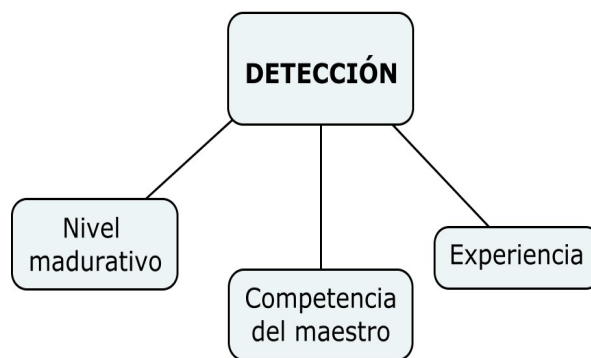 DETECCIÓN
Nivel
madurativo
Competencia
del maestro
Experiencia